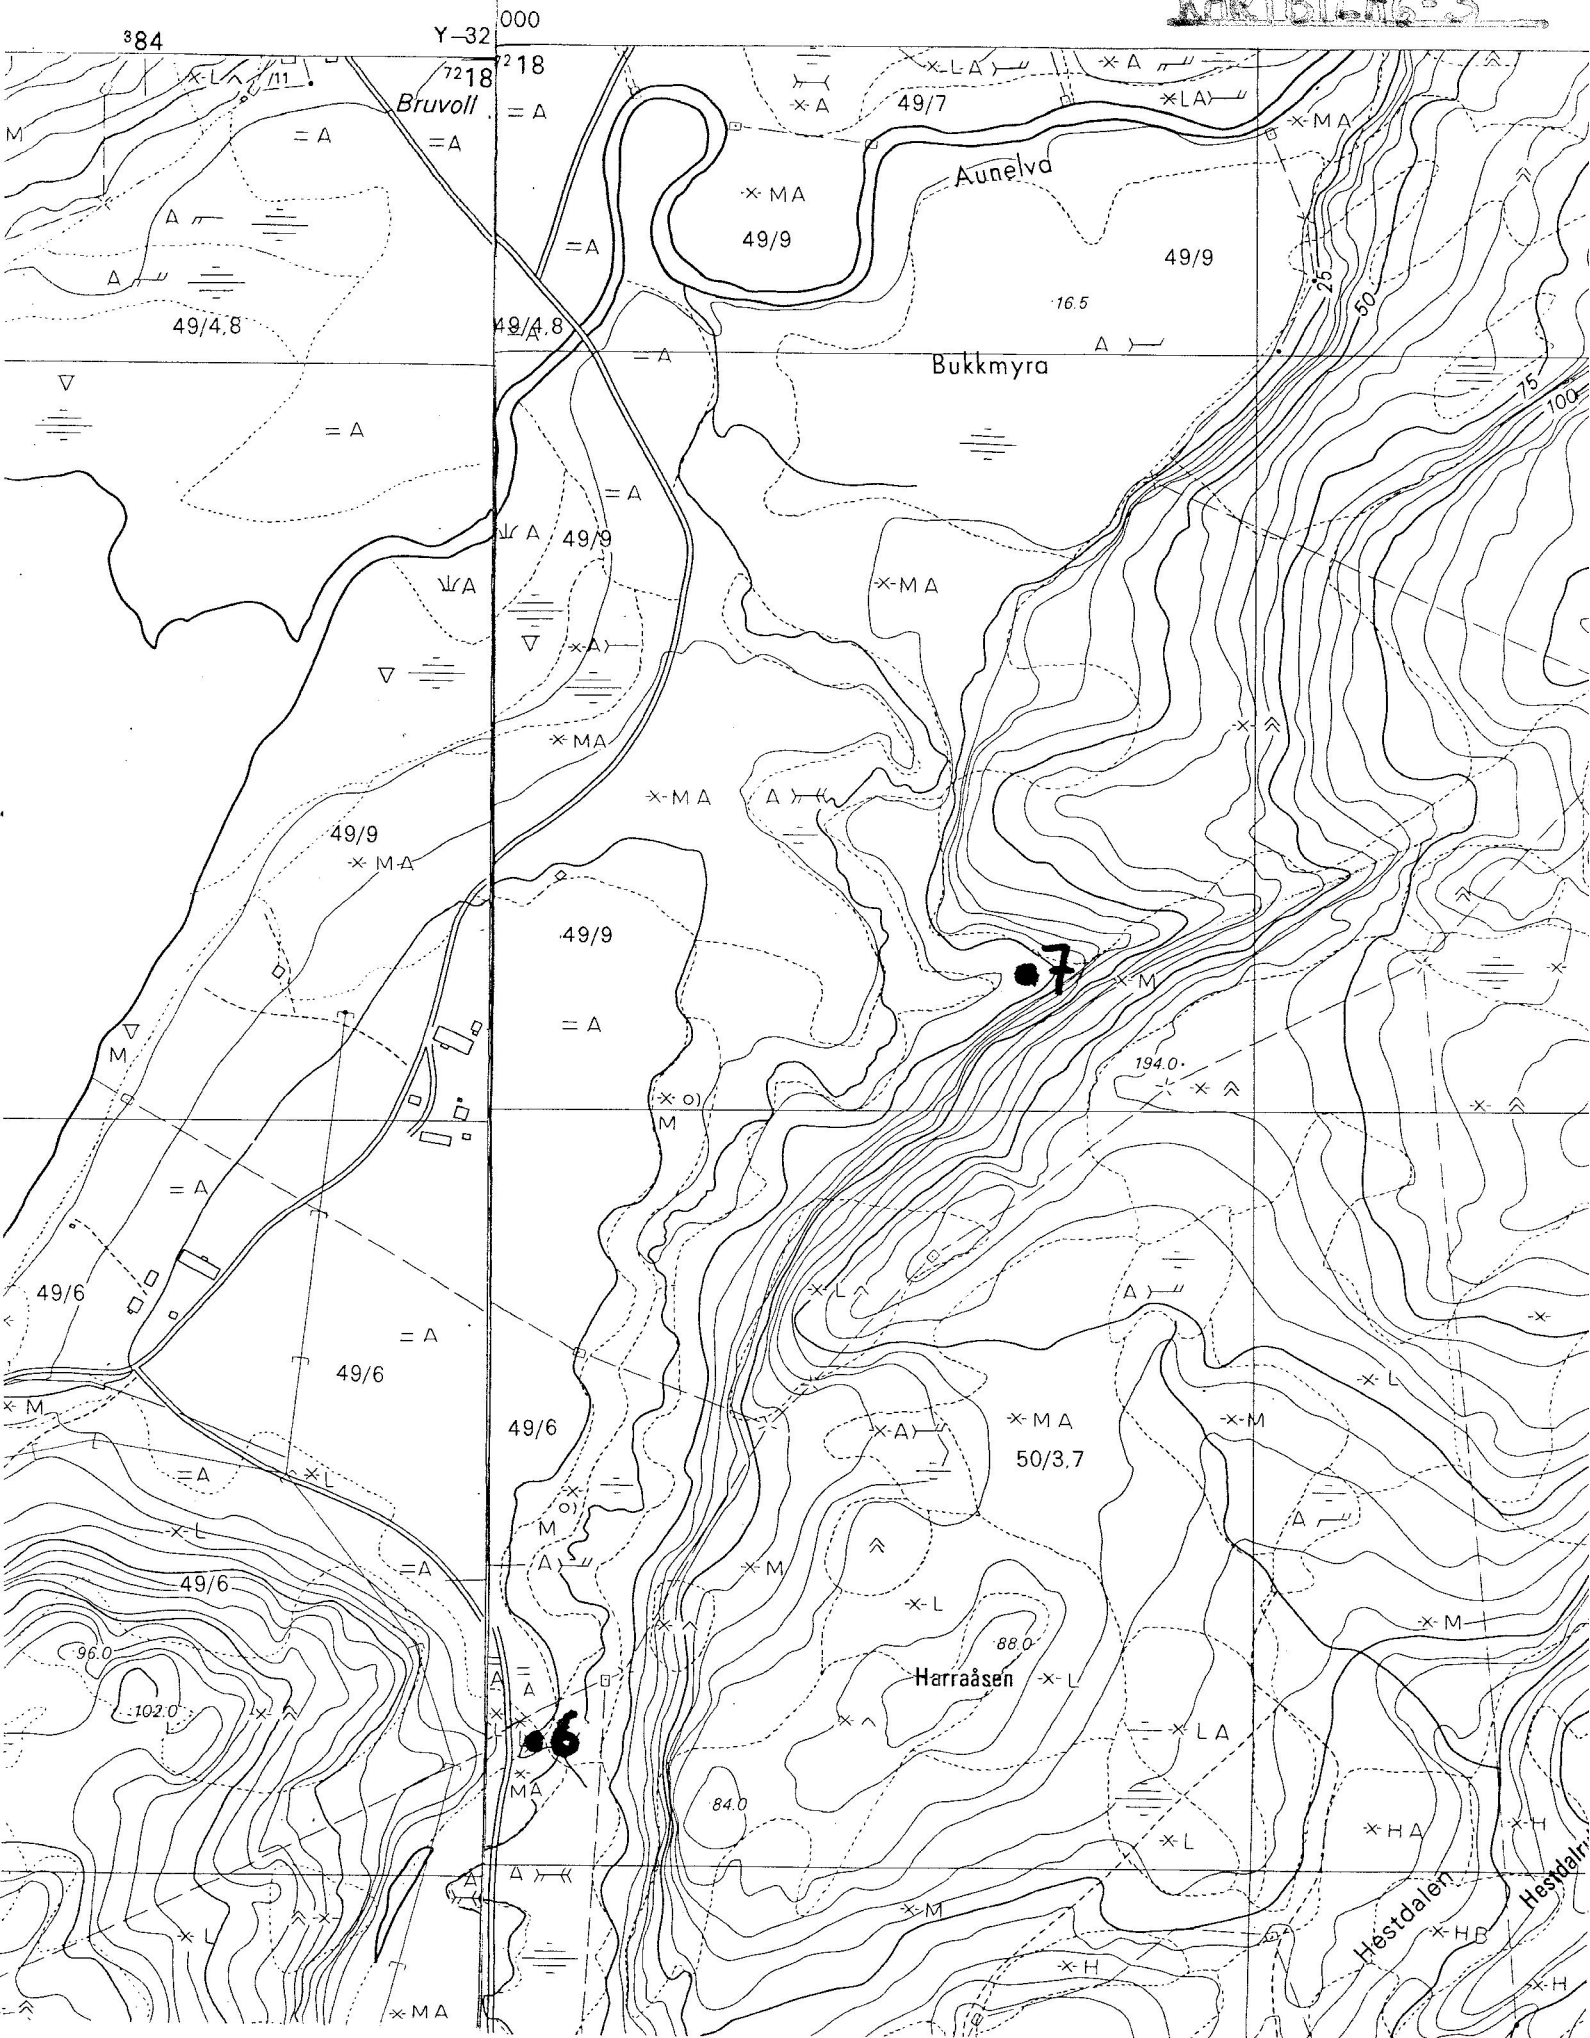 KARTBILAG-3
³84
Y-32
000
7218
7218
Bruvoll
x-L
/11
= A
x-LA
x-A
x-A
49/7
x-LA
x-MA
M
= A
=A
Aunelva
A
x-MA
49/9
=A
49/9
A
25
16.5
50
49/4,8
49/4,8
=A
=A
A
Bukkmyra
75
100
= A
=A
A
49/9
A
x-MA
x-A
x-MA
x-MA
A
49/9
x-MA
49/9
7
x-M
= A
M
194.0
x o)
M
= A
49/6
x-L
A
= A
49/6
x-L
x-M
49/6
x-A
x-MA
x-M
50/3,7
=A
x-L
x
o)
M
A
x-L
=A
A
x-M
49/6
x-L
x-M
96.0
88.0
=
A
=
A
Harraåsen
x-L
102.0
6
x-LA
MA
84.0
x-HA
x-H
x-L
A
A
x-M
Hestdalen
x-L
x-HB
x-H
x-H
x-MA